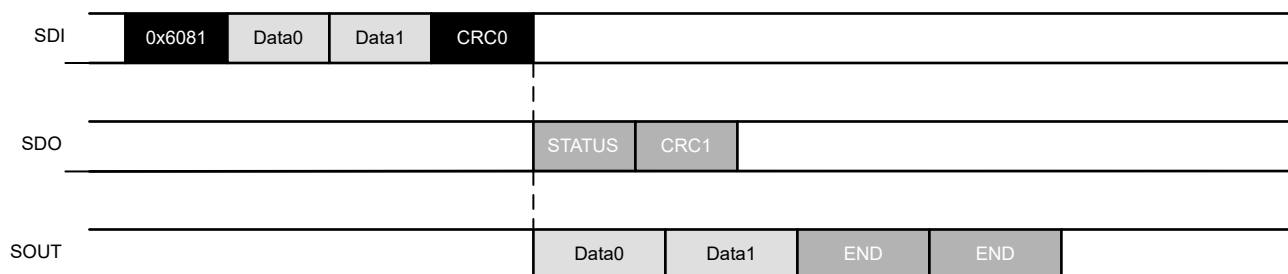 SDI 0x6081 Data0 Data1 CRC0
SDO STATUS CRC1
SOUT Data0 Data1 END END